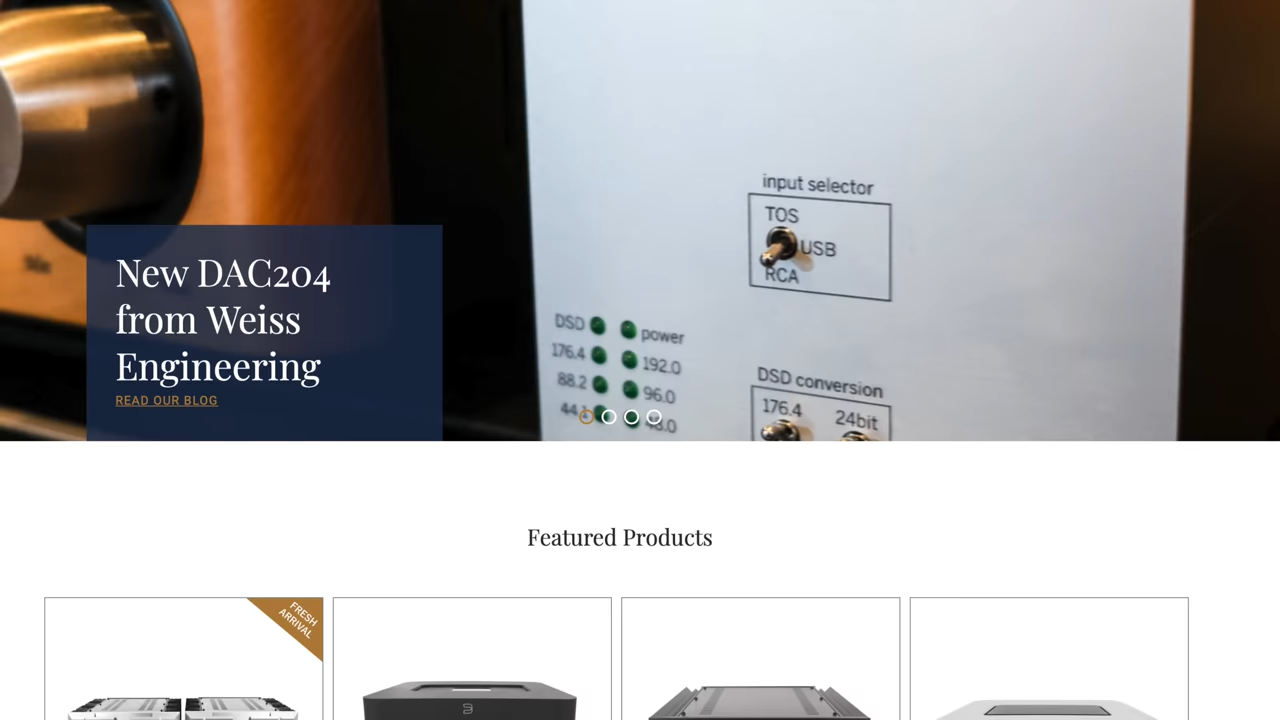 input selector
TOS
USB
RCA
DSD
power
176.4
192.0
88.2
96.0
DSD conversion
176.4
24bit
New DAC204
from Weiss
Engineering
READ OUR BLOG
Featured Products
FRESH
ARRIVAL